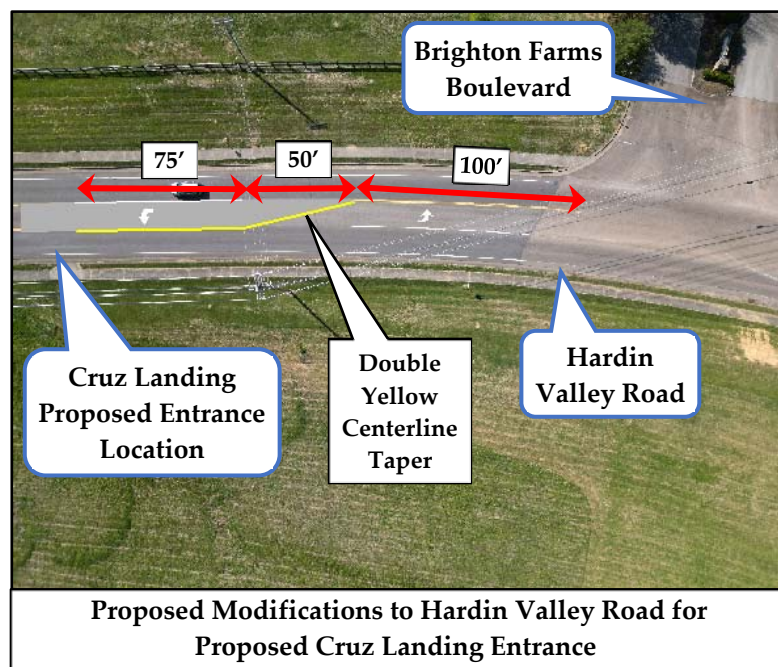 Brighton Farms
Boulevard
75′
50′
100′
Cruz Landing
Proposed Entrance
Location
Double
Yellow
Centerline
Taper
Hardin
Valley Road
Proposed Modifications to Hardin Valley Road for
Proposed Cruz Landing Entrance